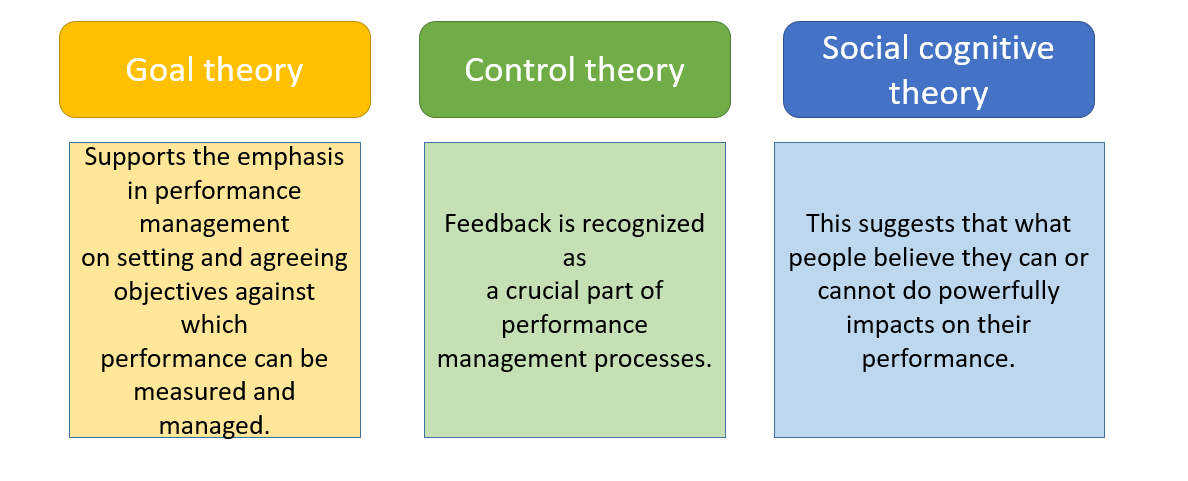 Goal theory
Supports the emphasis
in performance
management
on setting and agreeing
objectives against
which
performance can be
measured and
managed.
Control theory
Feedback is recognized
as
a crucial part of
performance
management processes.
Social cognitive
theory
This suggests that what
people believe they can or
cannot do powerfully
impacts on their
performance.